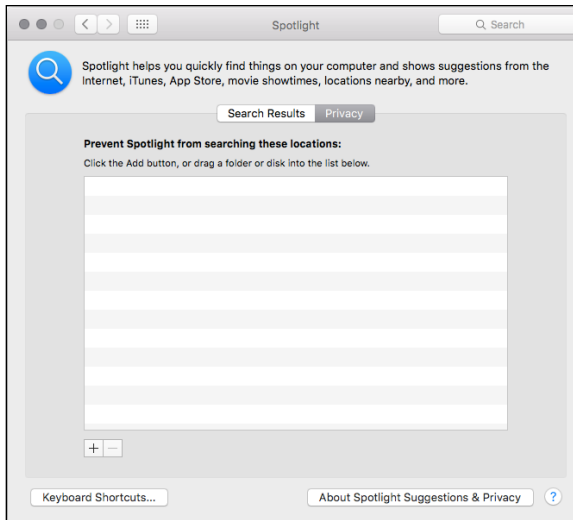 Spotlight
Search
Spotlight helps you quickly find things on your computer and shows suggestions from the
Internet, iTunes, App Store, movie showtimes, locations nearby, and more.
Search Results Privacy
Prevent Spotlight from searching these locations:
Click the Add button, or drag a folder or disk into the list below.
+ −
Keyboard Shortcuts... About Spotlight Suggestions & Privacy ?